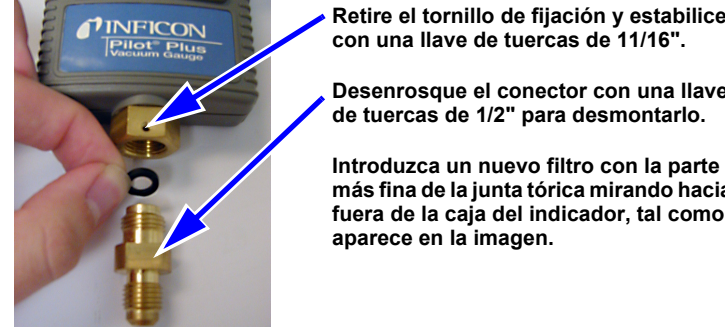 INFICON
Pilot® Plus
Vacuum Gauge
Retire el tornillo de fijación y estabilice
con una llave de tuercas de 11/16".
Desenrosque el conector con una llave
de tuercas de 1/2" para desmontarlo.
Introduzca un nuevo filtro con la parte
más fina de la junta tórica mirando hacia
fuera de la caja del indicador, tal como
aparece en la imagen.